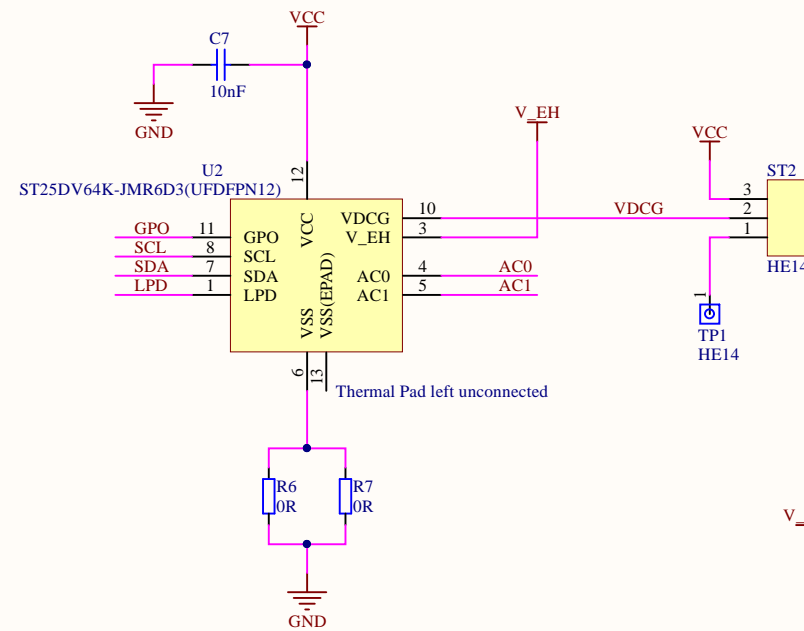 VCC
C7
10nF
GND
V_EH
VCC
ST2
U2
ST25DV64K-JMR6D3(UFDFPN12)
12
VCC
GPO
11
GPO
SCL
8
SCL
SDA
7
SDA
LPD
1
LPD
VDCG
10
VDCG
V_EH
3
AC0
4
AC0
AC1
5
AC1
VSS
VSS(EPAD)
6
13
Thermal Pad left unconnected
3
2
1
HE14
1
TP1
HE14
R6
0R
R7
0R
GND
V_